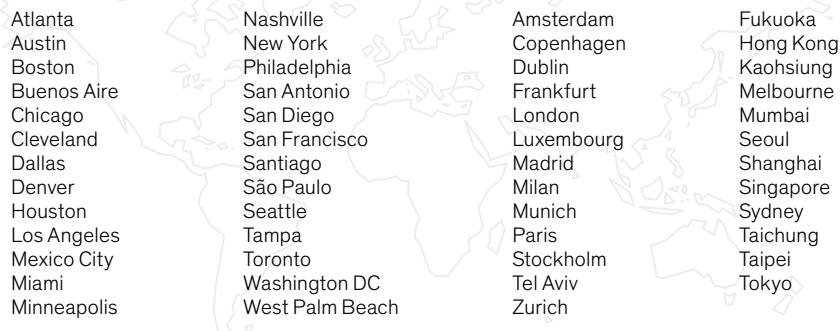 Atlanta
Austin
Boston
Buenos Aire
Chicago
Cleveland
Dallas
Denver
Houston
Los Angeles
Mexico City
Miami
Minneapolis
Nashville
New York
Philadelphia
San Antonio
San Diego
San Francisco
Santiago
São Paulo
Seattle
Tampa
Toronto
Washington DC
West Palm Beach
Amsterdam
Copenhagen
Dublin
Frankfurt
London
Luxembourg
Madrid
Milan
Munich
Paris
Stockholm
Tel Aviv
Zurich
Fukuoka
Hong Kong
Kaohsiung
Melbourne
Mumbai
Seoul
Shanghai
Singapore
Sydney
Taichung
Taipei
Tokyo